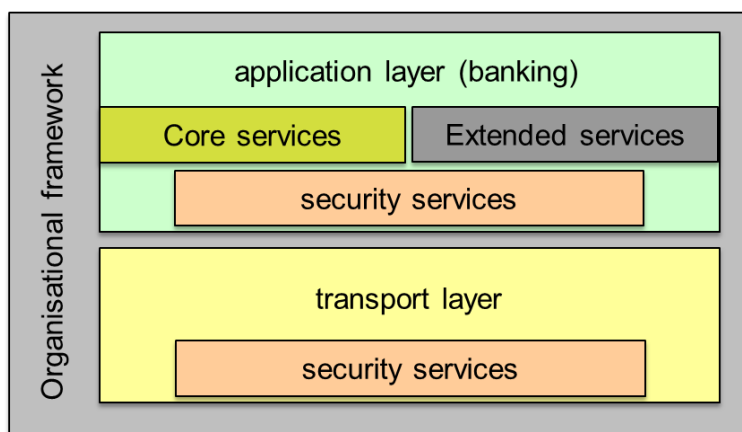 Organisational framework
application layer (banking)
Core services
Extended services
security services
transport layer
security services